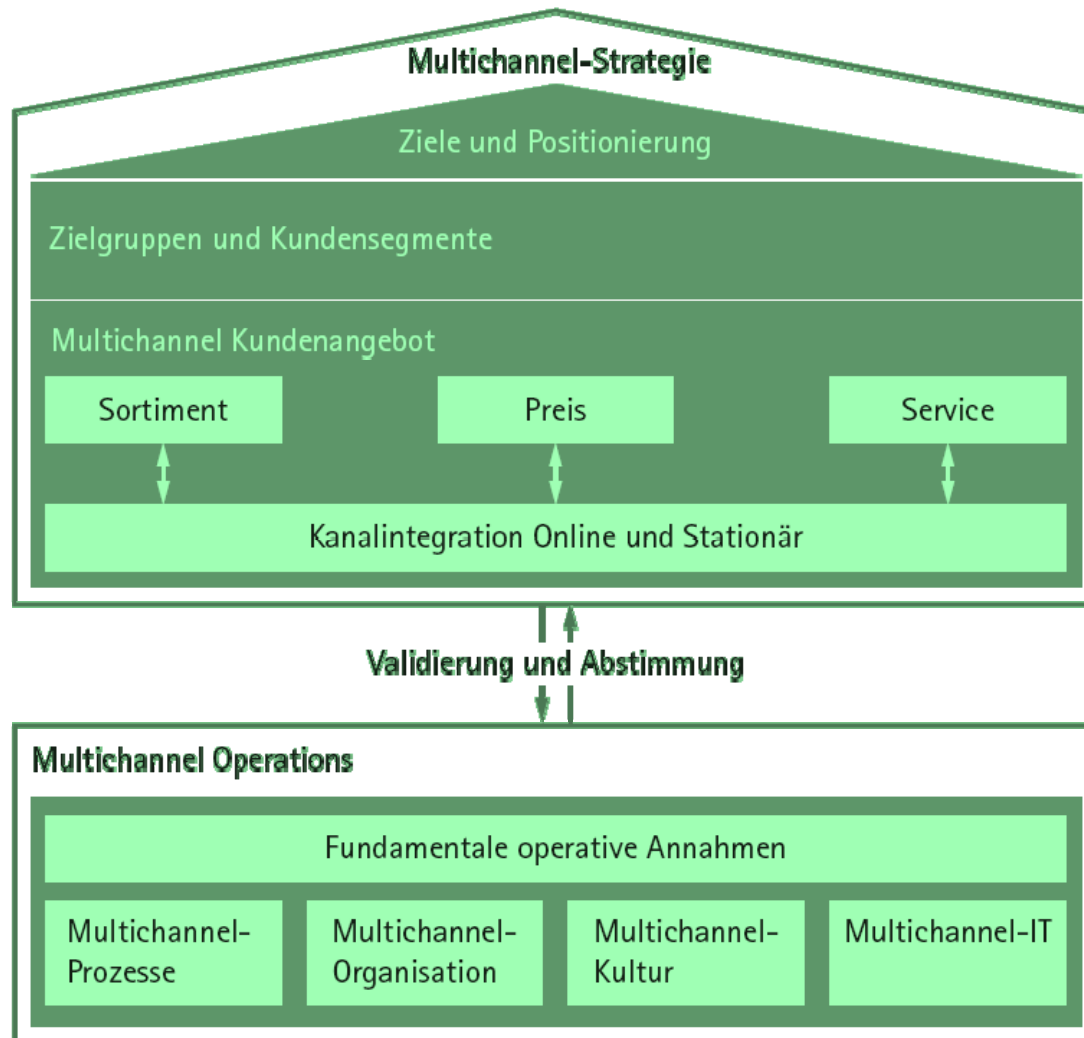 Multichannel-Strategie
Ziele und Positionierung
Zielgruppen und Kundensegmente
Multichannel Kundenangebot
Sortiment
Preis
Service
Kanalintegration Online und Stationär
Validierung und Abstimmung
Multichannel Operations
Fundamentale operative Annahmen
Multichannel-
Prozesse
Multichannel-
Organisation
Multichannel-
Kultur
Multichannel-IT